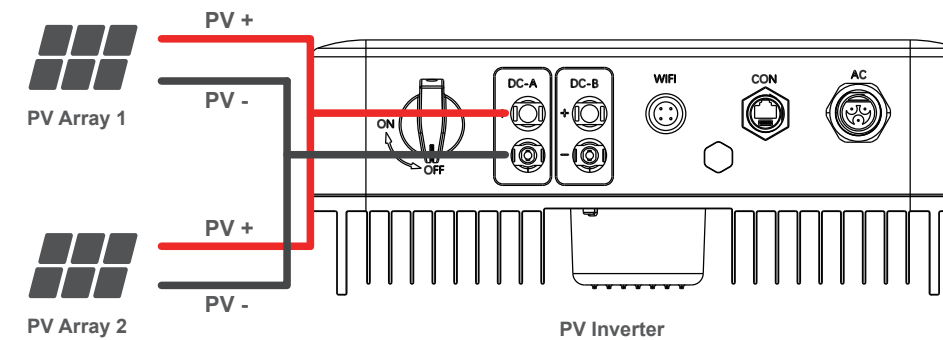 PV +
PV -
PV Array 1
DC-A
DC-B
WIFI
CON
AC
ON
OFF
+
-
PV +
PV -
PV Array 2
PV Inverter